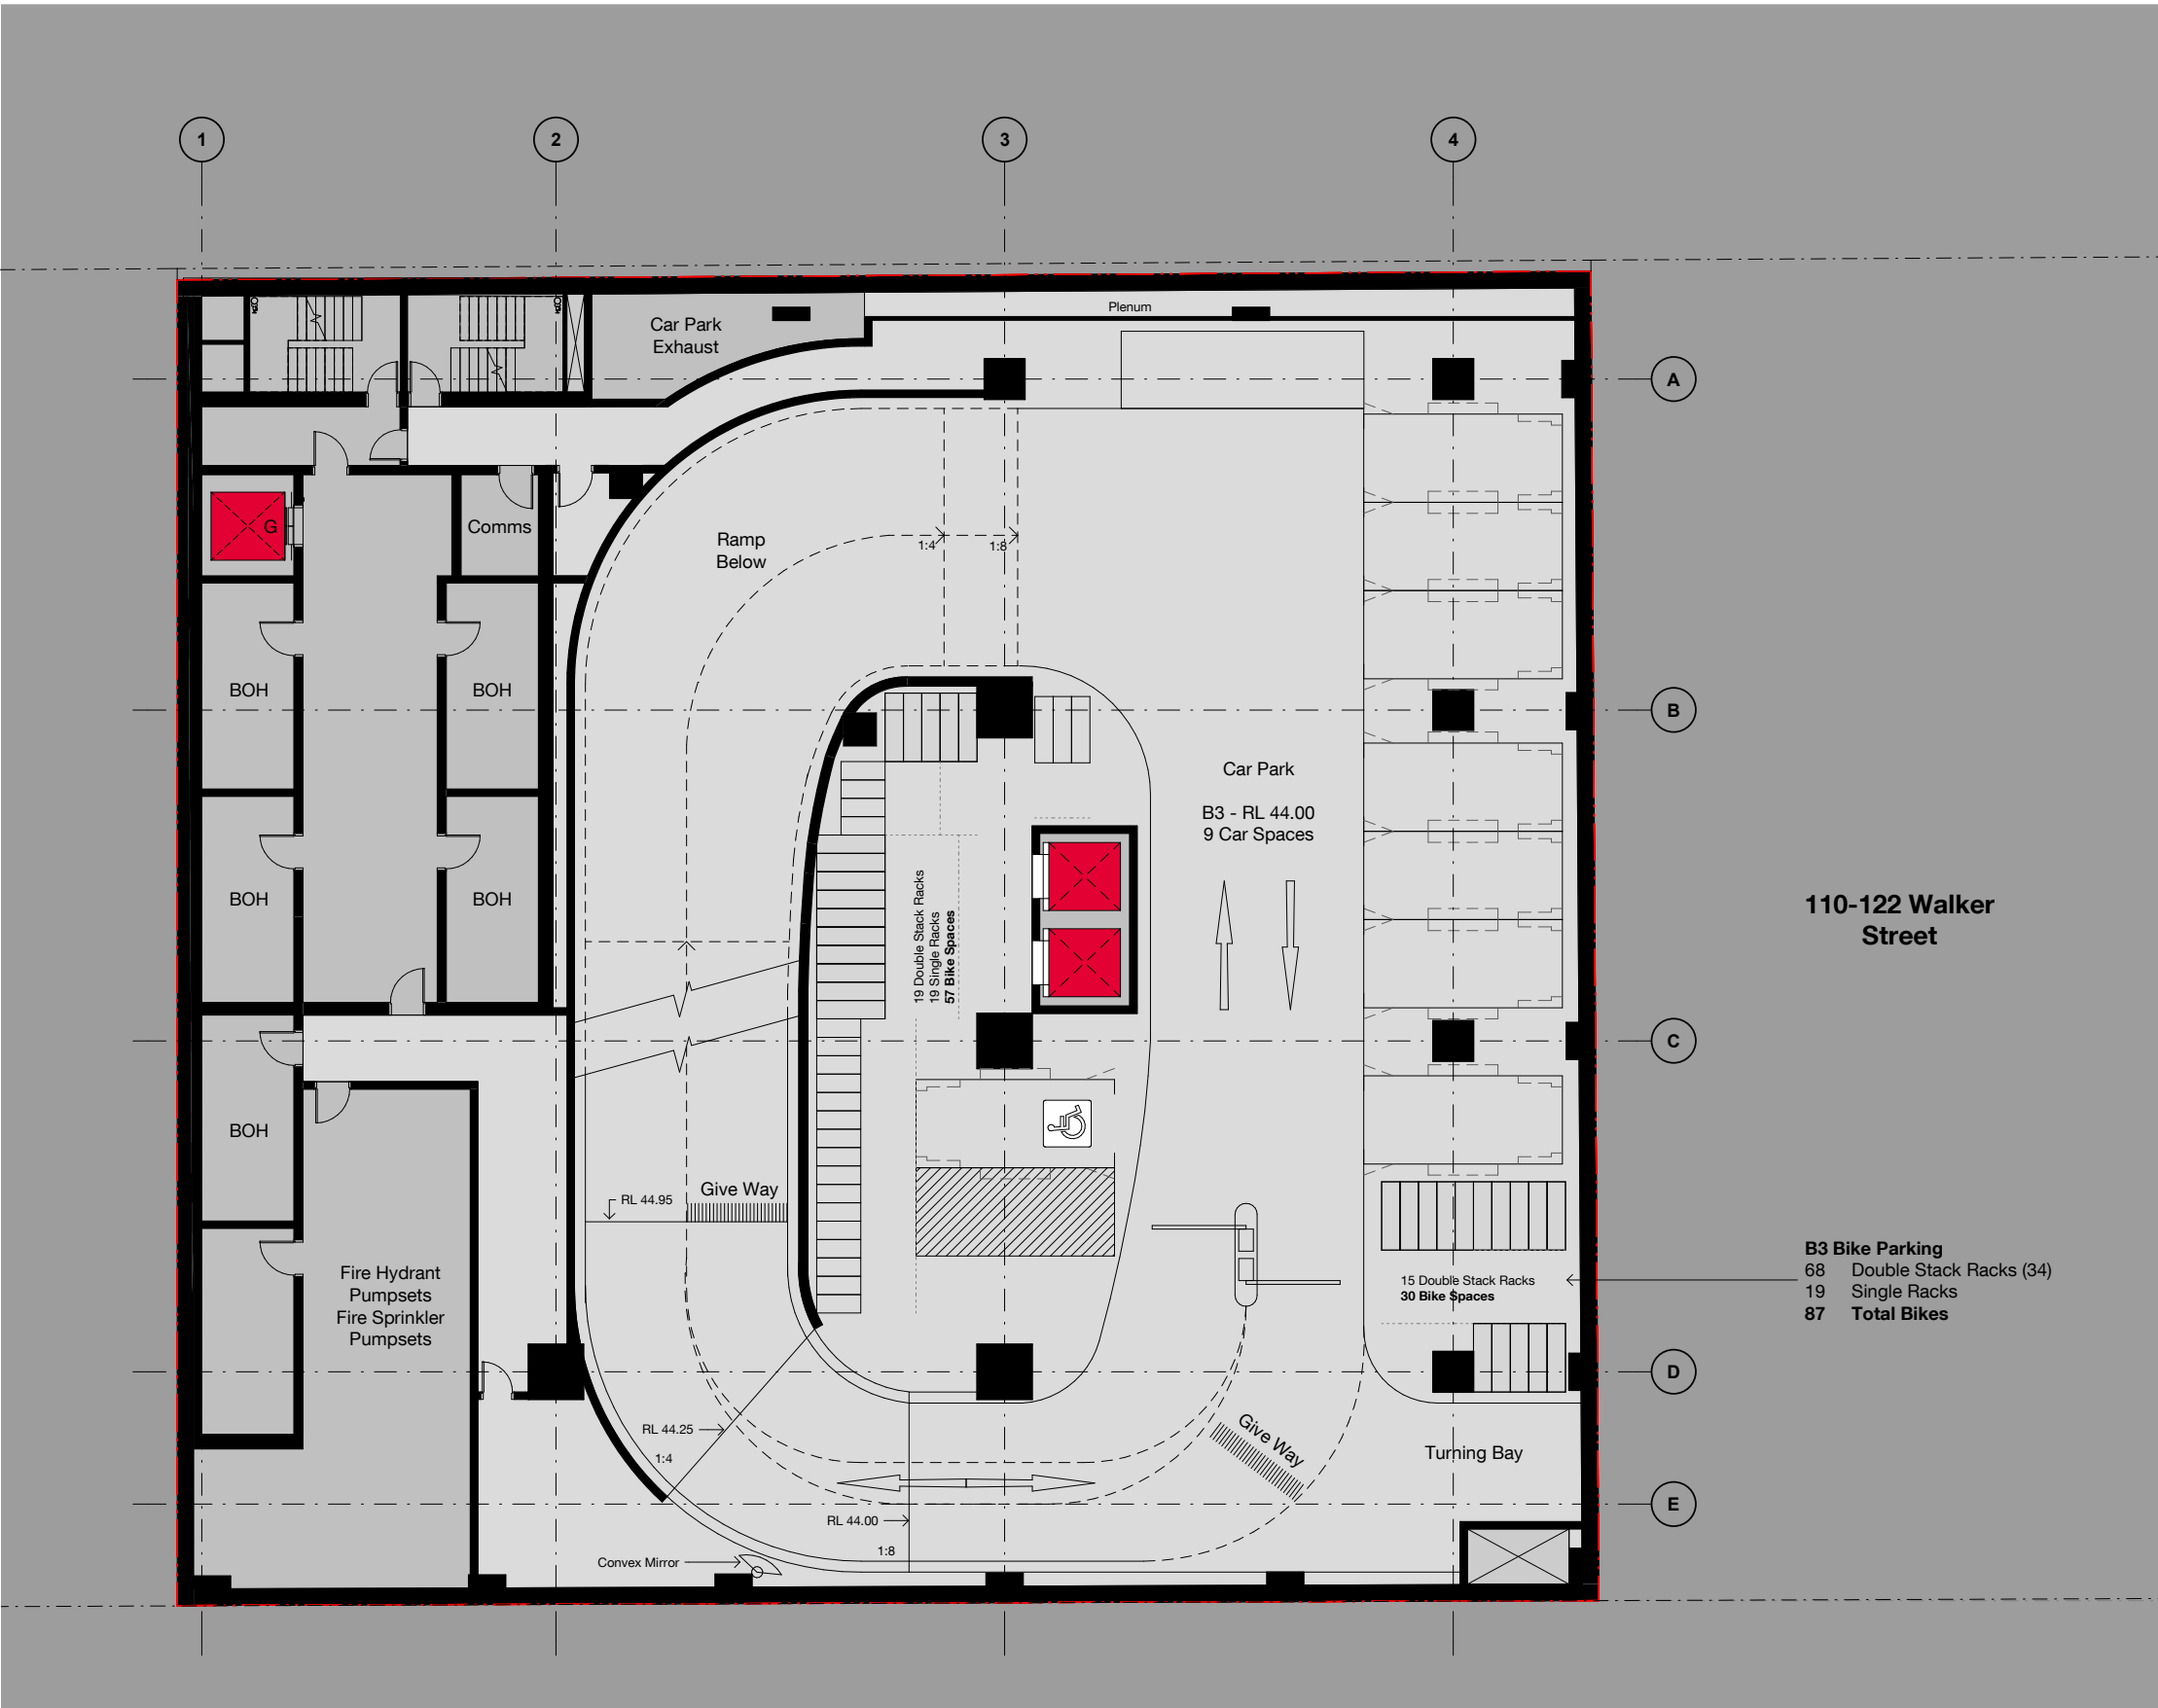 1
2
3
4
Plenum
Car Park
Exhaust
A
G
Comms
Ramp
Below
1:4
1:8
BOH
BOH
B
Car Park
B3 - RL 44.00
9 Car Spaces
19 Double Stack Racks
19 Single Racks
57 Bike Spaces
BOH
BOH
110-122 Walker
Street
C
BOH
RL 44.95
Give Way
Fire Hydrant
Pumpsets
Fire Sprinkler
Pumpsets
15 Double Stack Racks
30 Bike Spaces
B3 Bike Parking
68 Double Stack Racks (34)
19 Single Racks
87 Total Bikes
D
RL 44.25
1:4
Give Way
Turning Bay
E
RL 44.00
1:8
Convex Mirror